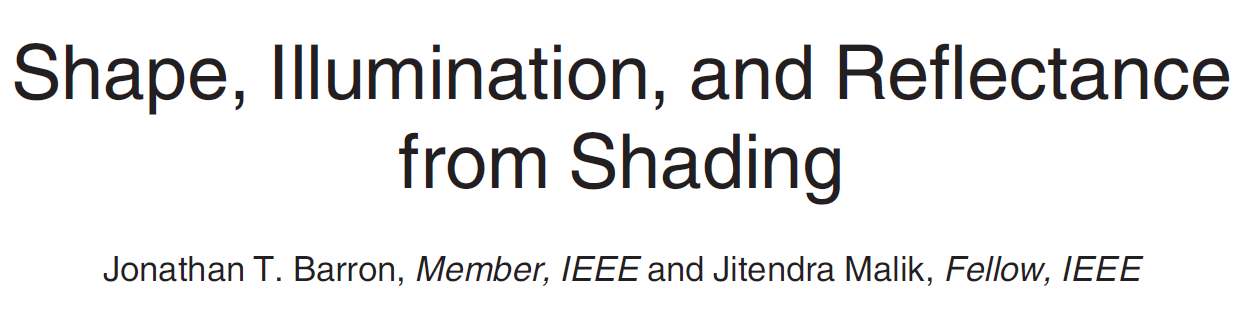 Shape, Illumination, and Reflectance
from Shading
Jonathan T. Barron, Member, IEEE and Jitendra Malik, Fellow, IEEE